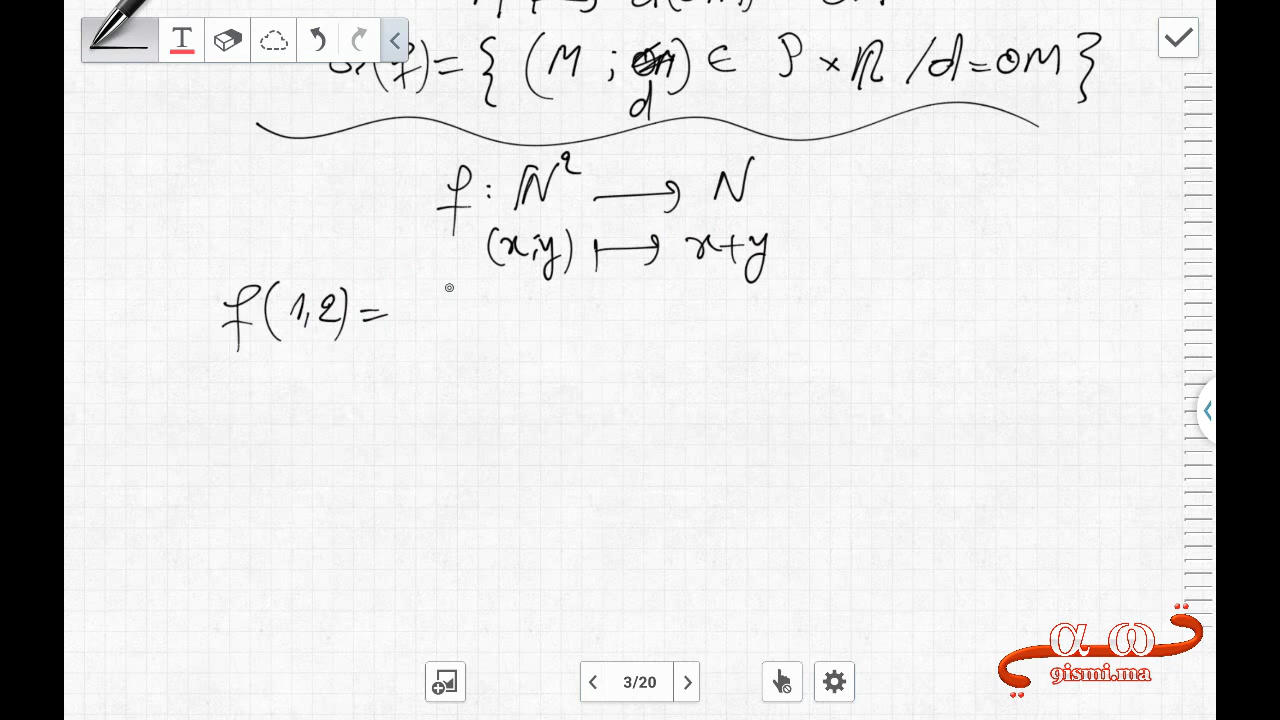 T
= { (M ; d) ∈ P × ℝ / d = OM }
f : ℕ² ⟶ N
(x,y) ⟼ x+y
f(1,2) =
3/20
α ω
gismi.ma